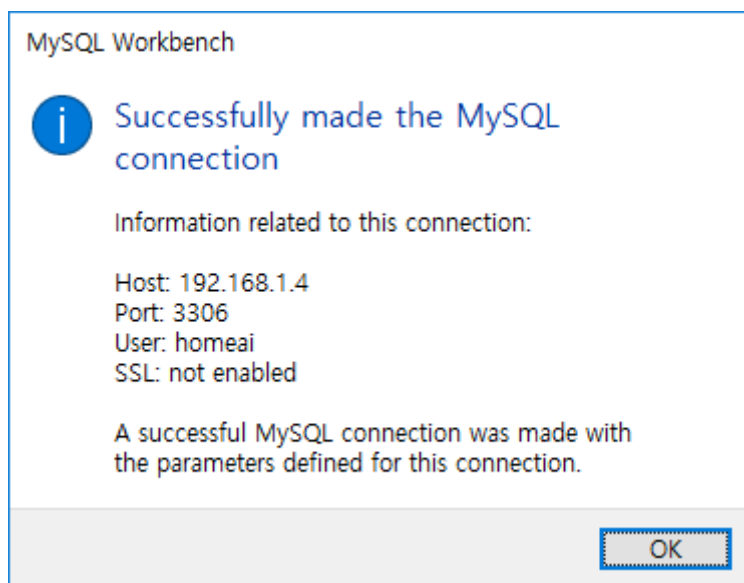 MySQL Workbench
Successfully made the MySQL
connection
Information related to this connection:
Host: 192.168.1.4
Port: 3306
User: homeai
SSL: not enabled
A successful MySQL connection was made with
the parameters defined for this connection.
OK